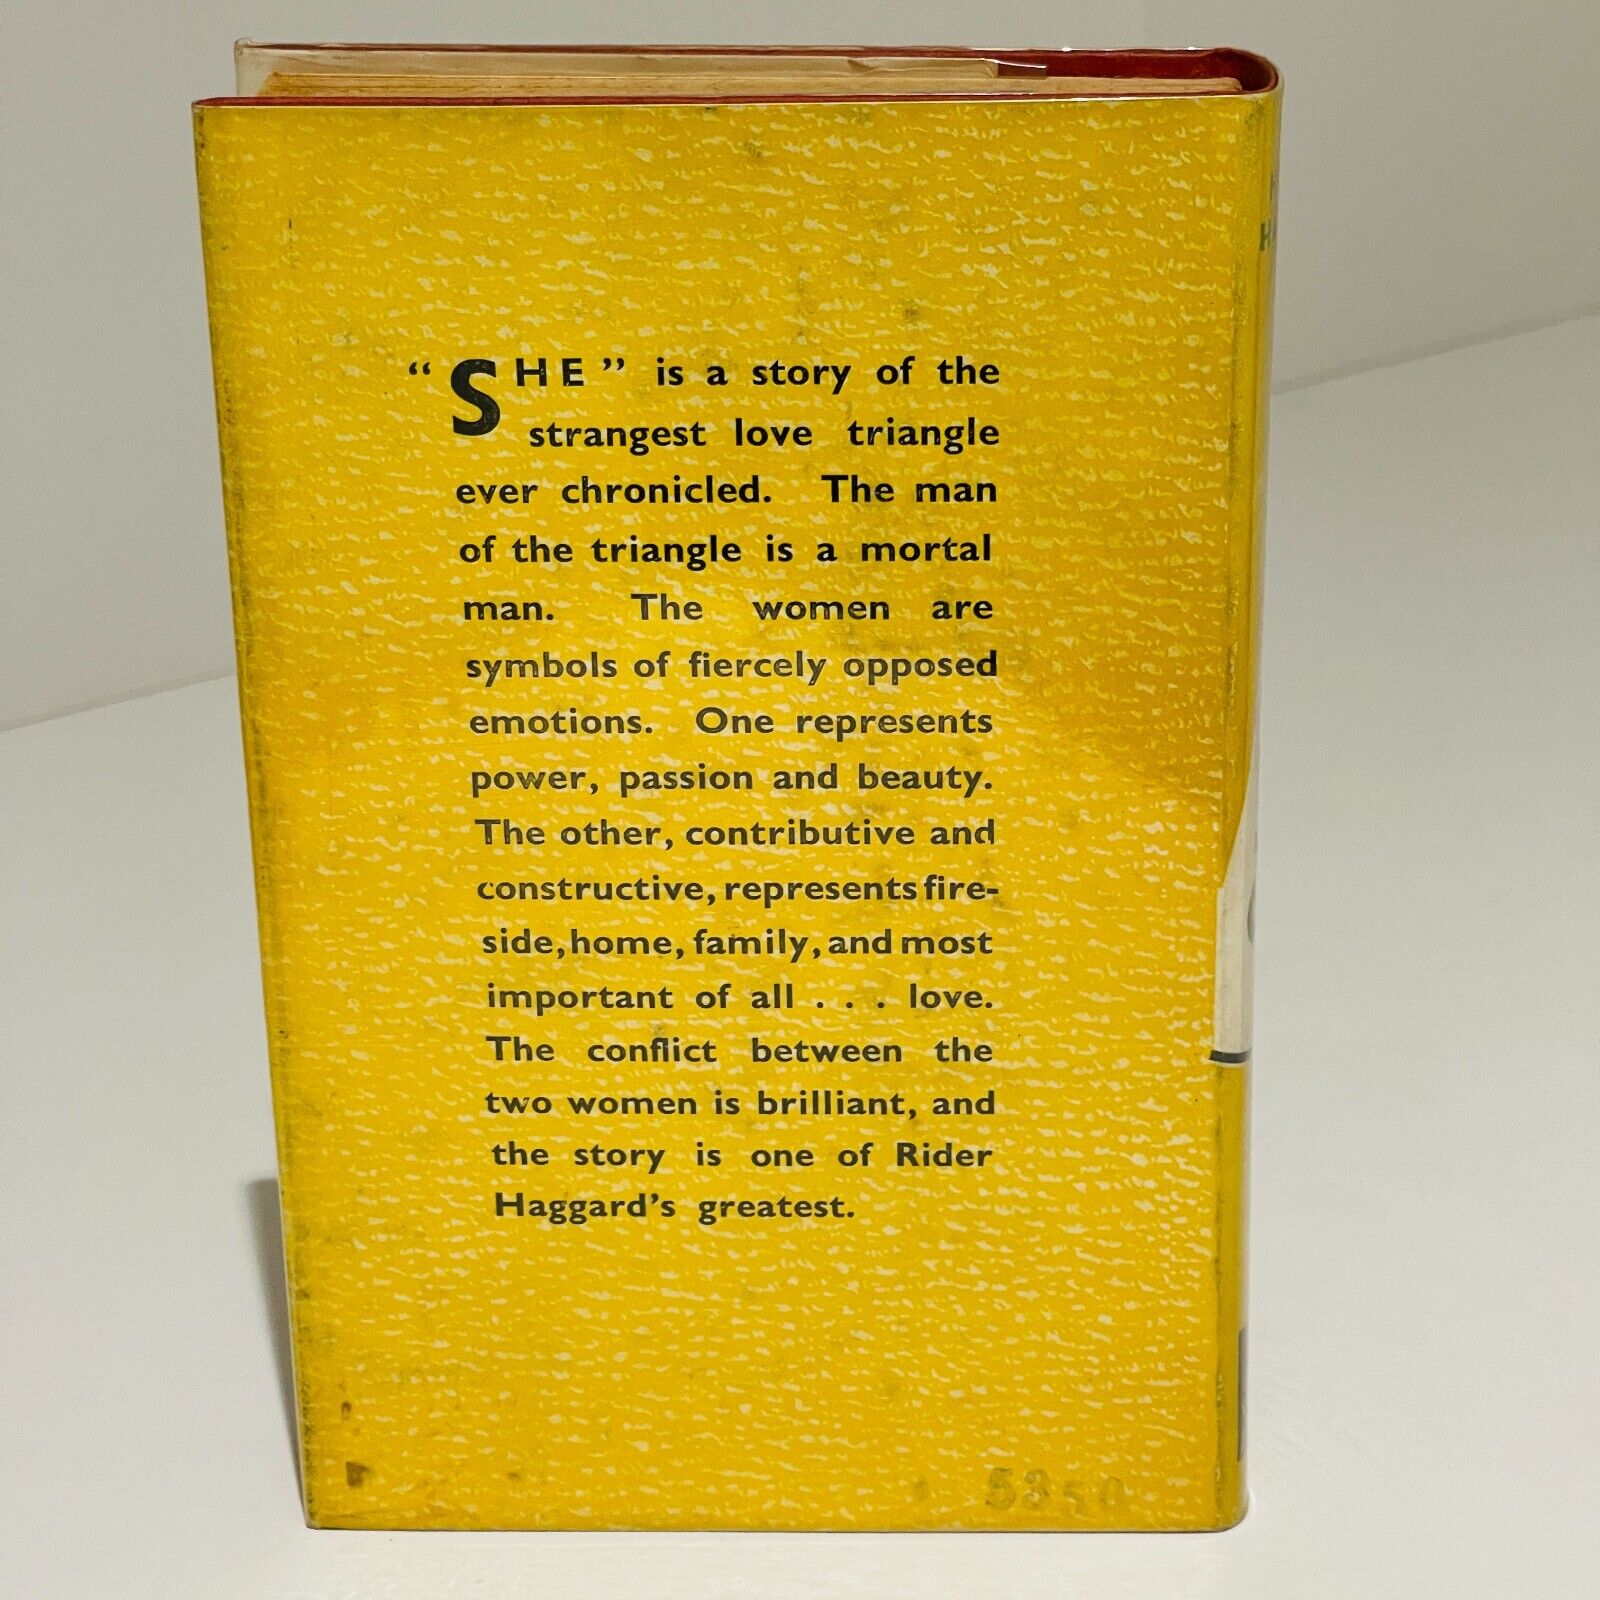 “SHE” is a story of the
strangest love triangle
ever chronicled. The man
of the triangle is a mortal
man. The women are
symbols of fiercely opposed
emotions. One represents
power, passion and beauty.
The other, contributive and
constructive, represents fire-
side, home, family, and most
important of all . . . love.
The conflict between the
two women is brilliant, and
the story is one of Rider
Haggard’s greatest.